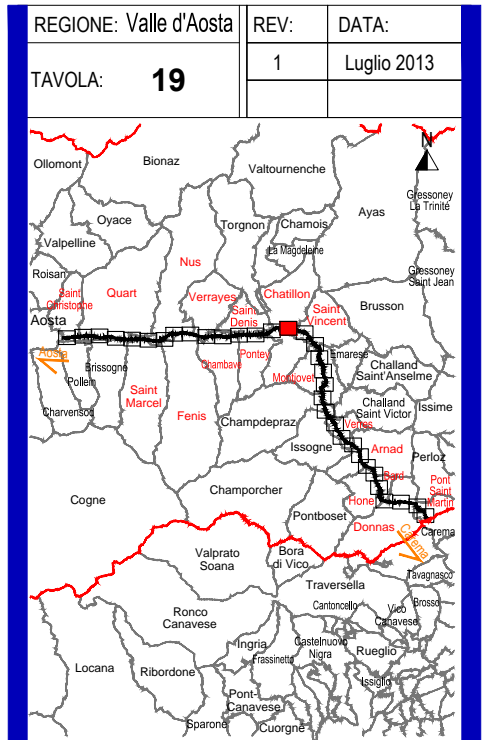 REGIONE: Valle d'Aosta
REV:
DATA:
TAVOLA: 19
1
Luglio 2013
N
Ollomont
Bionaz
Valtournenche
Ayas
Gressoney
La Trinité
Oyace
Torgnon
Chamois
Valpelline
La Magdeleine
Roisan
Nus
Gressoney
Saint Jean
Saint
Christophe
Quart
Verrayes
Chatillon
Saint
Denis
Saint
Vincent
Brusson
Aosta
Aosta
Brissogne
Chambave
Pontey
Emarese
Challand
Saint'Anselme
Pollein
Saint
Marcel
Montjovet
Charvensod
Fenis
Champdepraz
Challand
Saint Victor
Issime
Verres
Issogne
Arnad
Perloz
Bard
Pont
Saint
Martin
Cogne
Champorcher
Hone
Pontboset
Donnas
Carema
Carema
Valprato
Soana
Bora
di Vico
Traversella
Tavagnasco
Ronco
Canavese
Cantoncello
Vico
Canavese
Brosso
Ingria
Castelnuovo
Nigra
Rueglio
Frassinetto
Locana
Ribordone
Issiglio
Pont-
Canavese
Sparone
Cuorgnè